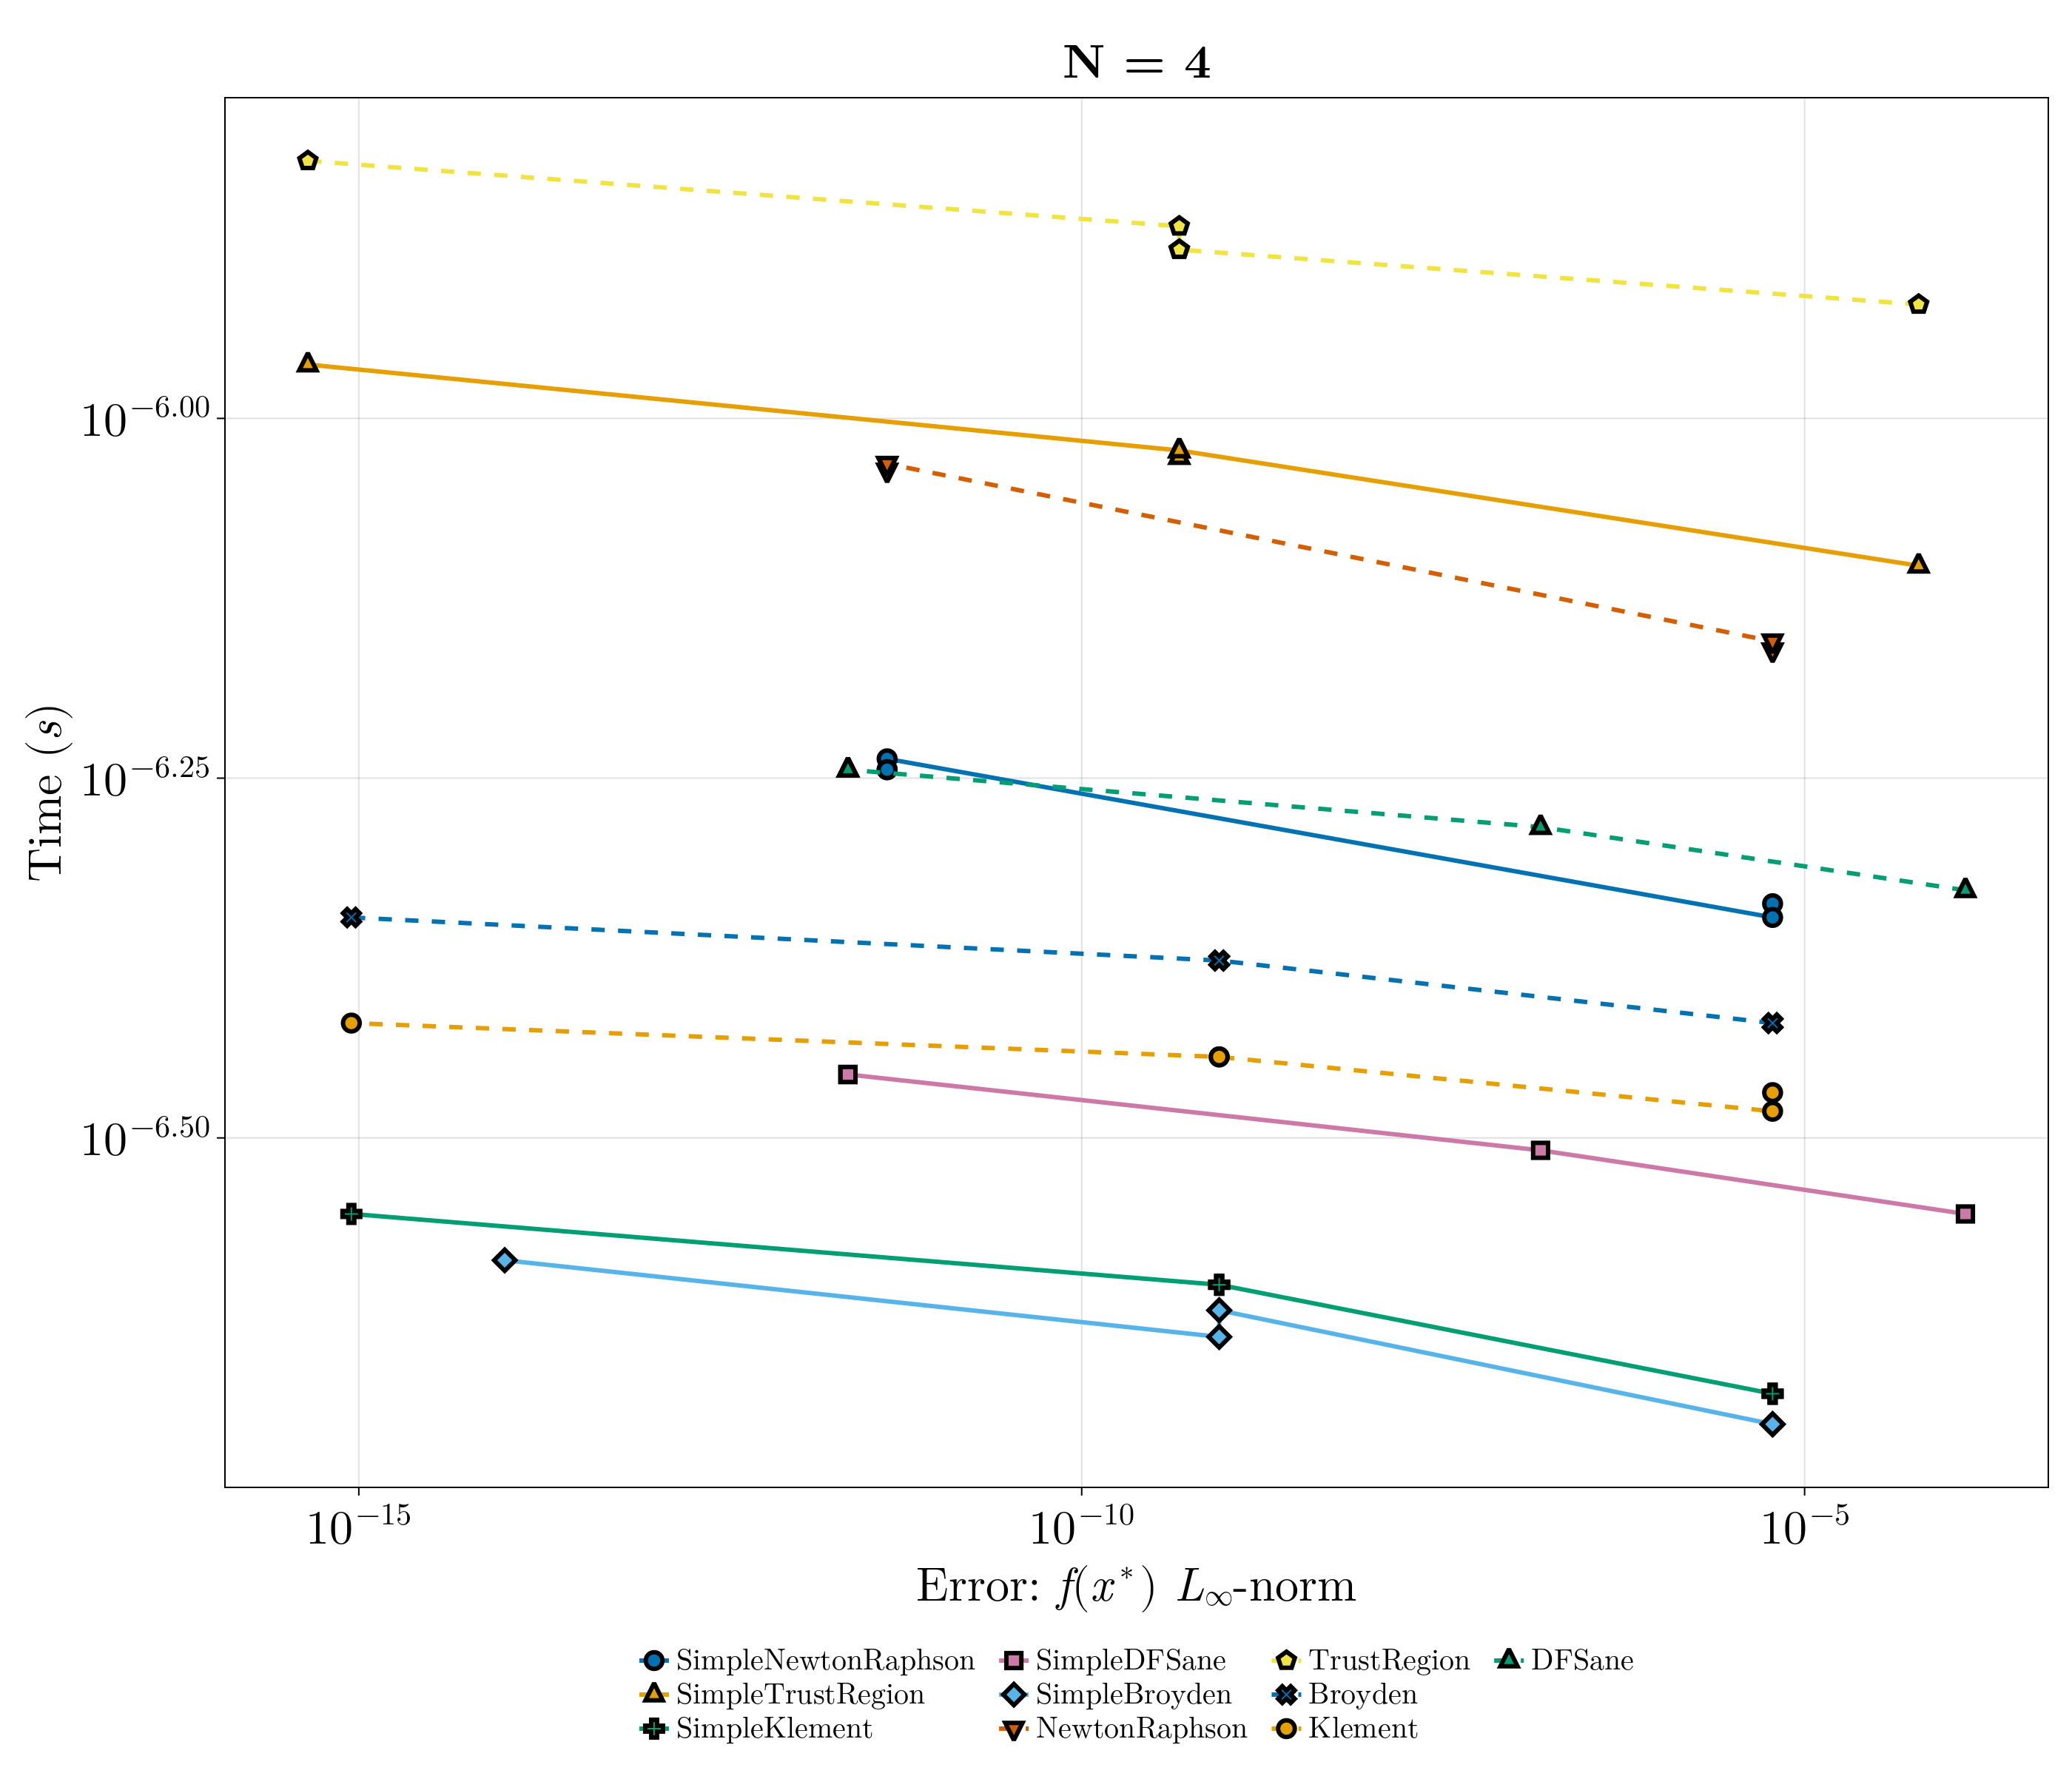 N = 4
Time (s)
10^−6.00
10^−6.25
10^−6.50
10^−15
10^−10
10^−5
Error: f(x*) L∞-norm
SimpleNewtonRaphson SimpleDFSane TrustRegion DFSane
SimpleTrustRegion SimpleBroyden Broyden
SimpleKlement NewtonRaphson Klement